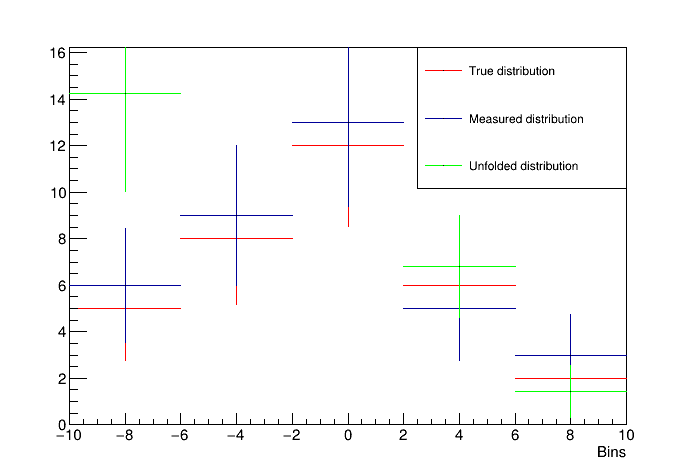 True distribution
Measured distribution
Unfolded distribution
16
14
12
10
8
6
4
2
0
−10 −8 −6 −4 −2 0 2 4 6 8 10
Bins